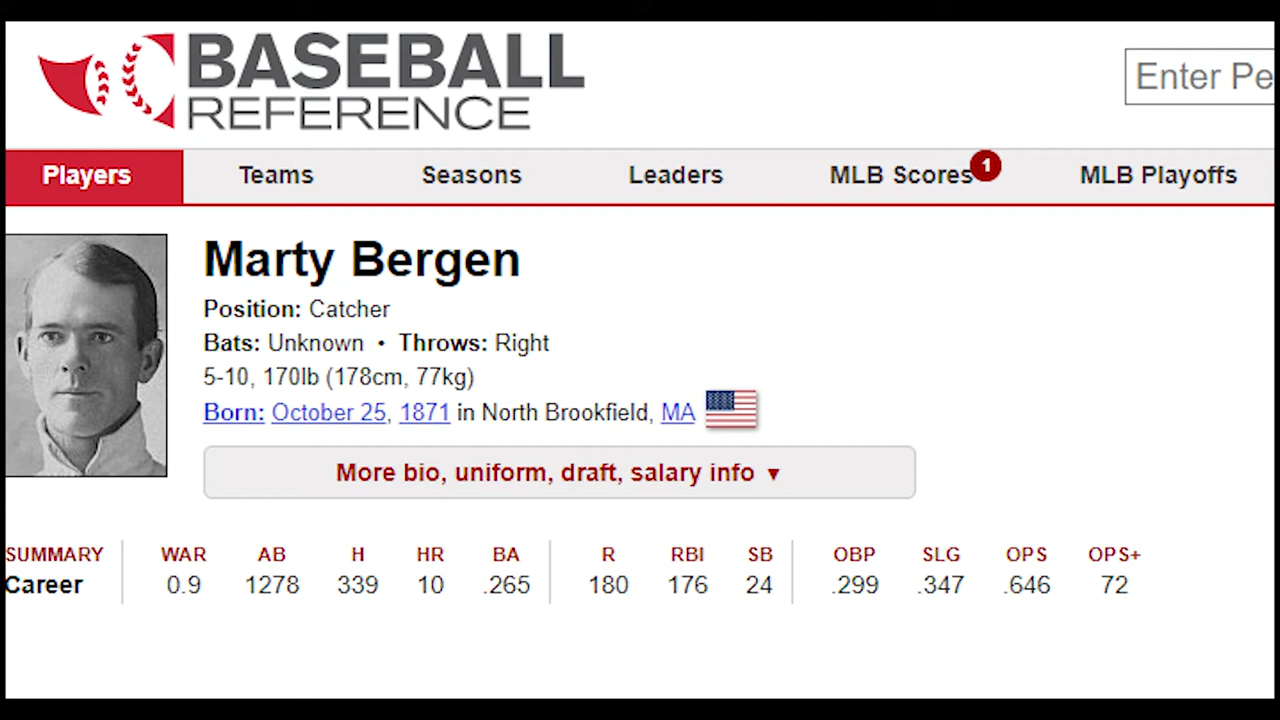 BASEBALL
REFERENCE
Enter Pe
Players Teams Seasons Leaders MLB Scores 1 MLB Playoffs
Marty Bergen
Position: Catcher
Bats: Unknown • Throws: Right
5-10, 170lb (178cm, 77kg)
Born: October 25, 1871 in North Brookfield, MA
More bio, uniform, draft, salary info ▼
SUMMARY WAR AB H HR BA R RBI SB OBP SLG OPS OPS+
Career 0.9 1278 339 10 .265 180 176 24 .299 .347 .646 72